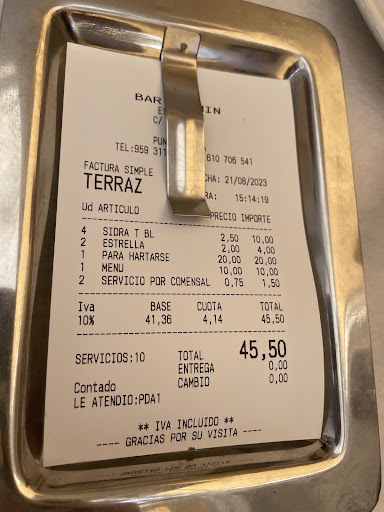 BAR
C/
TEL:959 311 610 706 541
FACTURA SIMPLE CHA: 21/08/2023
TERRAZ RA: 15:14:19
Ud ARTICULO PRECIO IMPORTE
4 SIDRA T BL 2,50 10,00
2 ESTRELLA 2,00 4,00
1 PARA HARTARSE 20,00 20,00
1 MENU 10,00 10,00
2 SERVICIO POR COMENSAL 0,75 1,50
Iva BASE CUOTA TOTAL
10% 41,36 4,14 45,50
SERVICIOS:10 TOTAL 45,50
ENTREGA 0,00
Contado CAMBIO 0,00
LE ATENDIO:PDA1
** IVA INCLUIDO **
---- GRACIAS POR SU VISITA ----